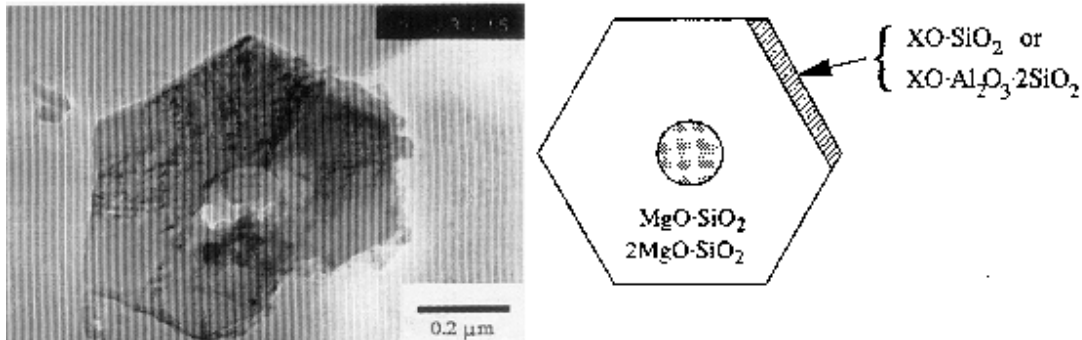 0.2 μm
XO·SiO₂ or
XO·Al₂O₃·2SiO₂
MgO·SiO₂
2MgO·SiO₂